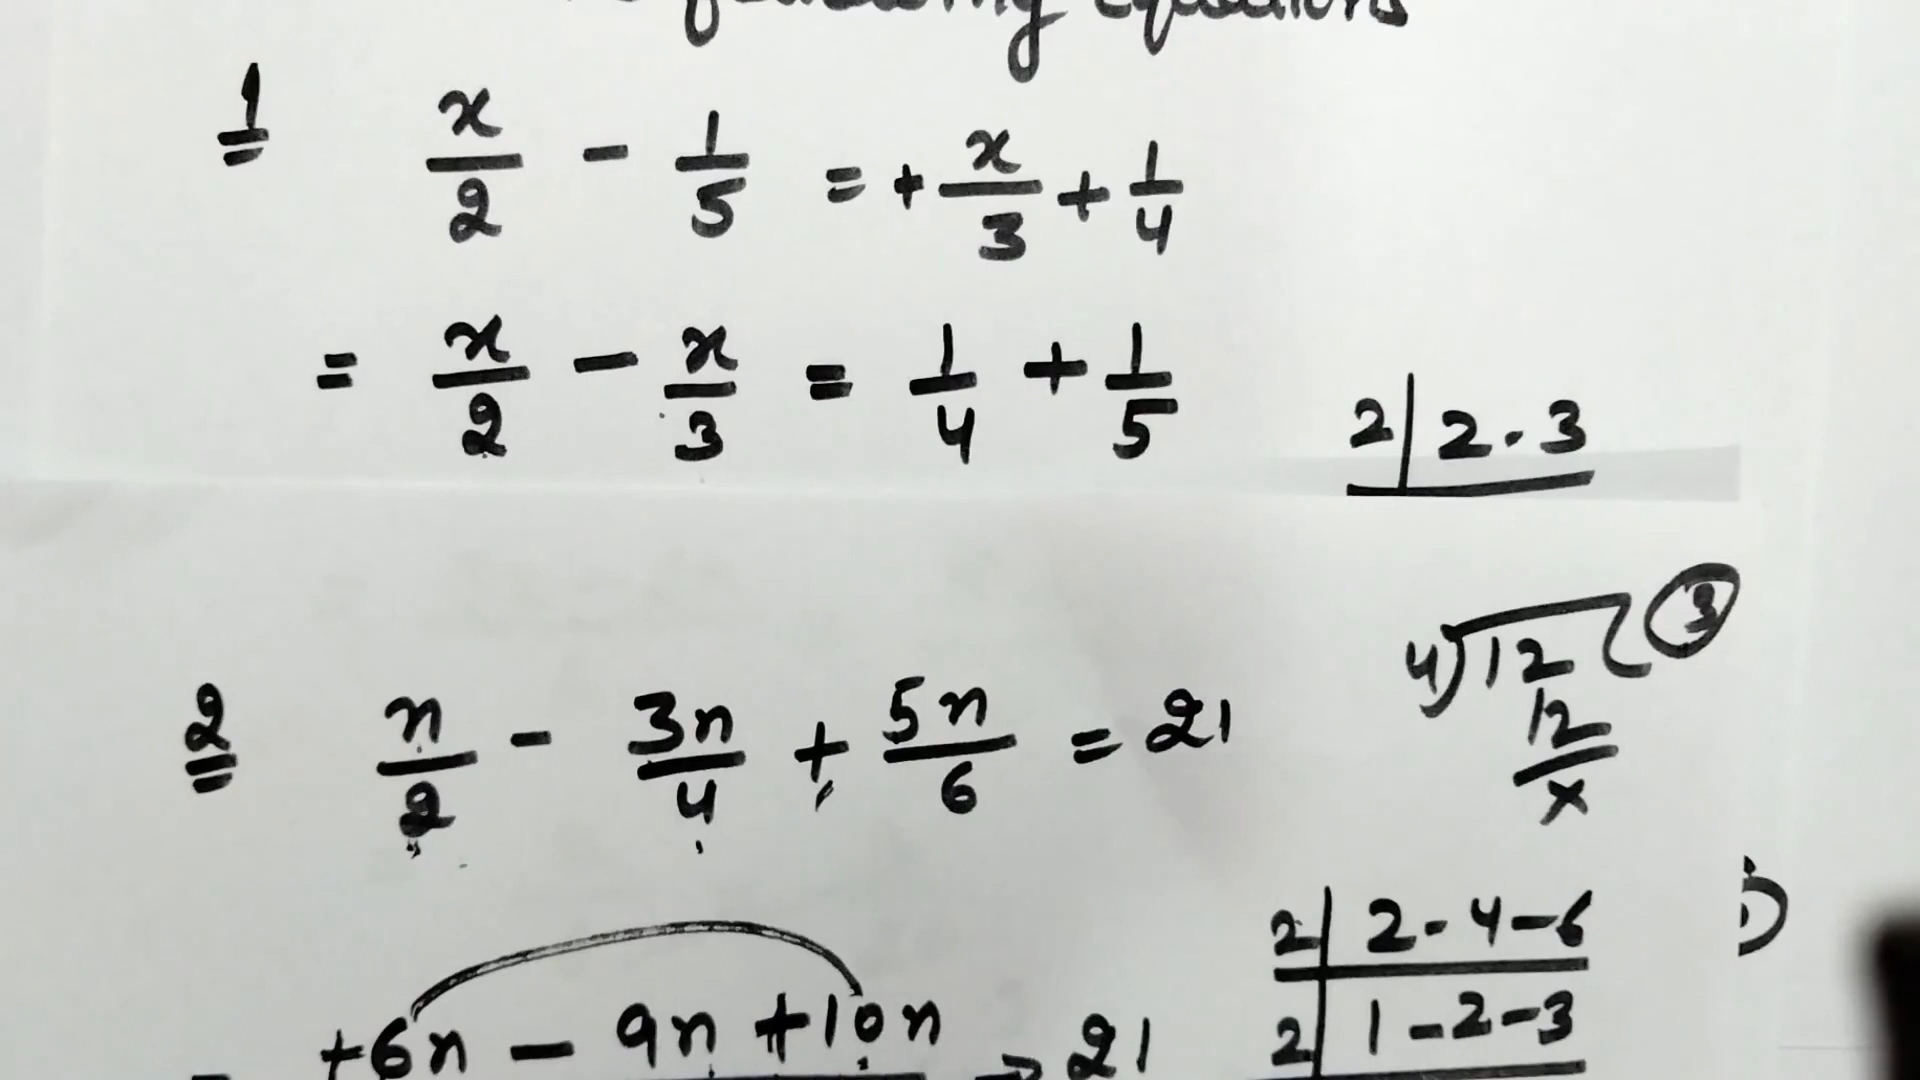 following Equations
1 x/2 - 1/5 = + x/3 + 1/4
= x/2 - x/3 = 1/4 + 1/5
2 | 2 . 3
2 n/2 - 3n/4 + 5n/6 = 21
4)12(3
12
x
2 | 2 - 4 - 6
2 | 1 - 2 - 3
+6n - 9n + 10n = 21